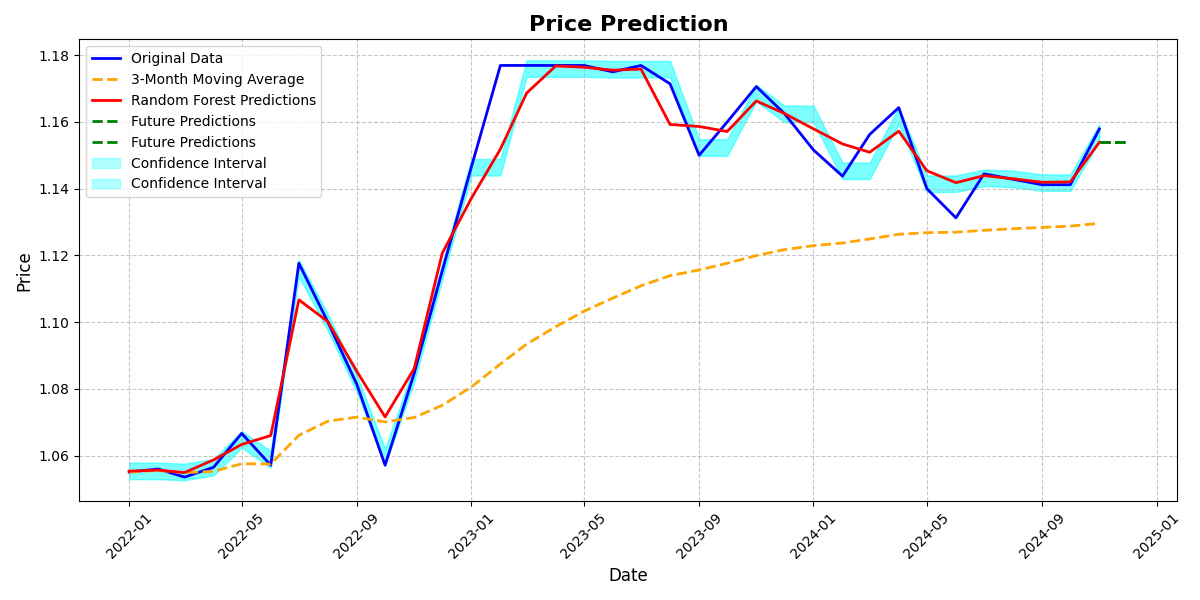 Price Prediction
Original Data
3-Month Moving Average
Random Forest Predictions
Future Predictions
Future Predictions
Confidence Interval
Confidence Interval
Price
1.18
1.16
1.14
1.12
1.10
1.08
1.06
2022-01
2022-05
2022-09
2023-01
2023-05
2023-09
2024-01
2024-05
2024-09
2025-01
Date